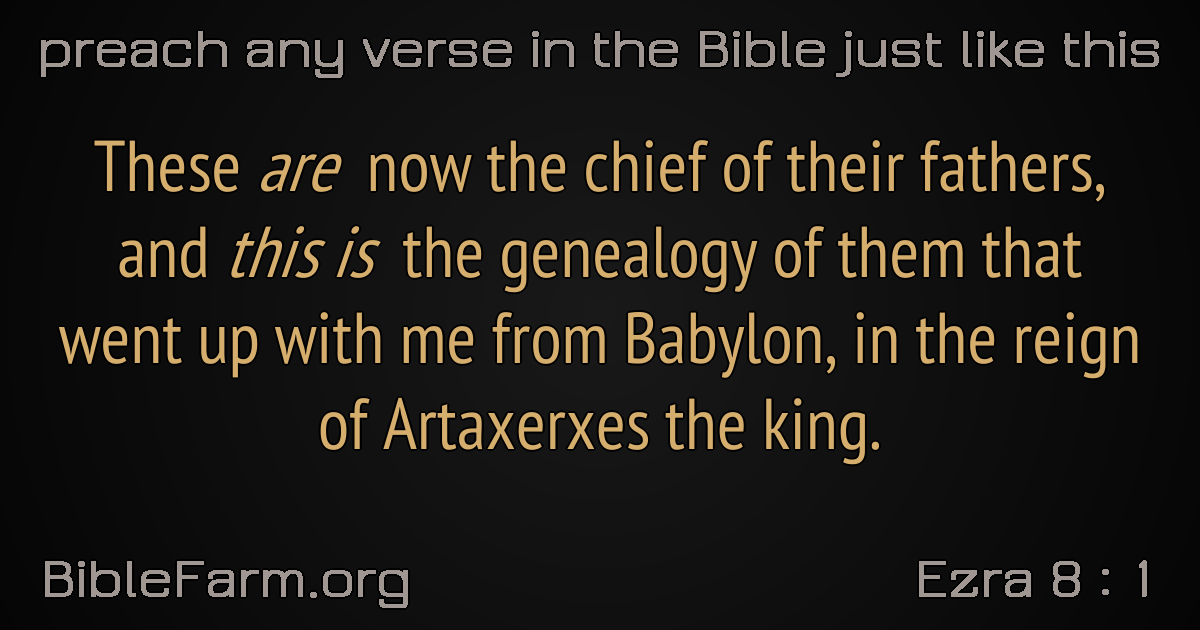 preach any verse in the Bible just like this
These are now the chief of their fathers,
and this is the genealogy of them that
went up with me from Babylon, in the reign
of Artaxerxes the king.
BibleFarm.org
Ezra 8 : 1